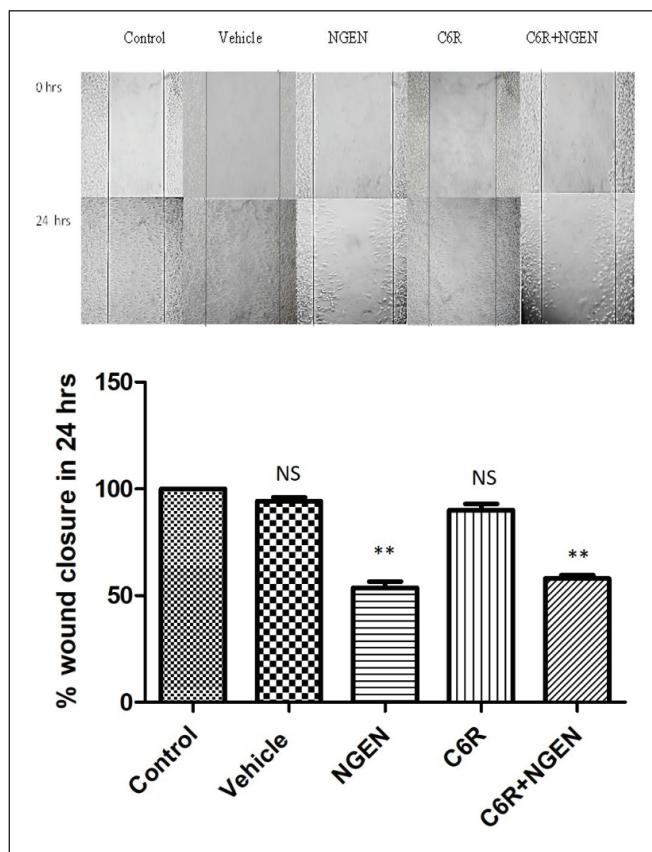 Control Vehicle NGEN C6R C6R+NGEN
0 hrs
24 hrs
% wound closure in 24 hrs
150
100
50
0
NS
**
NS
**
Control
Vehicle
NGEN
C6R
C6R+NGEN